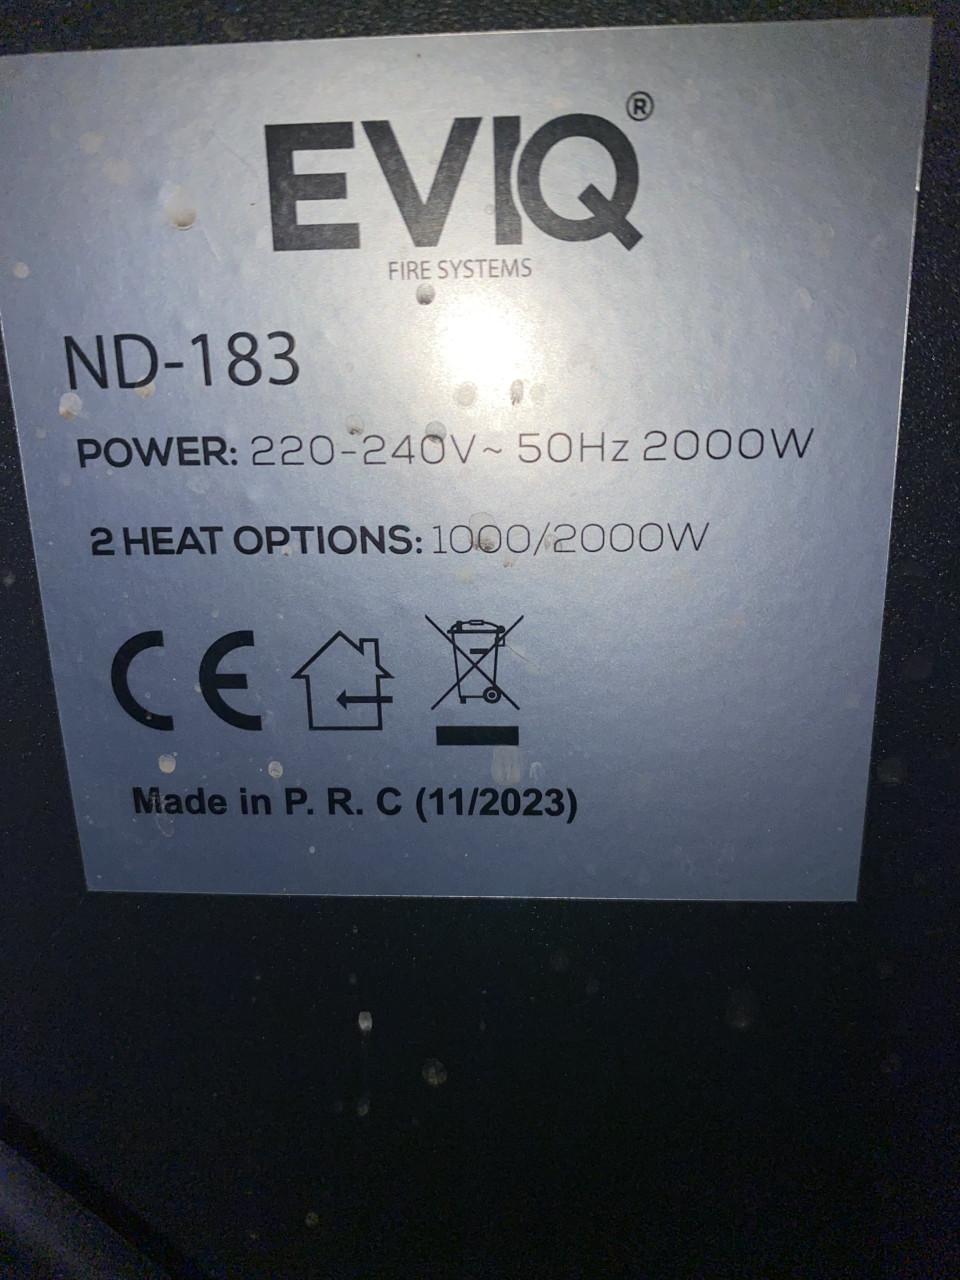 EVIQ®
FIRE SYSTEMS
ND-183
POWER: 220-240V~ 50Hz 2000W
2 HEAT OPTIONS: 1000/2000W
CE
Made in P. R. C (11/2023)